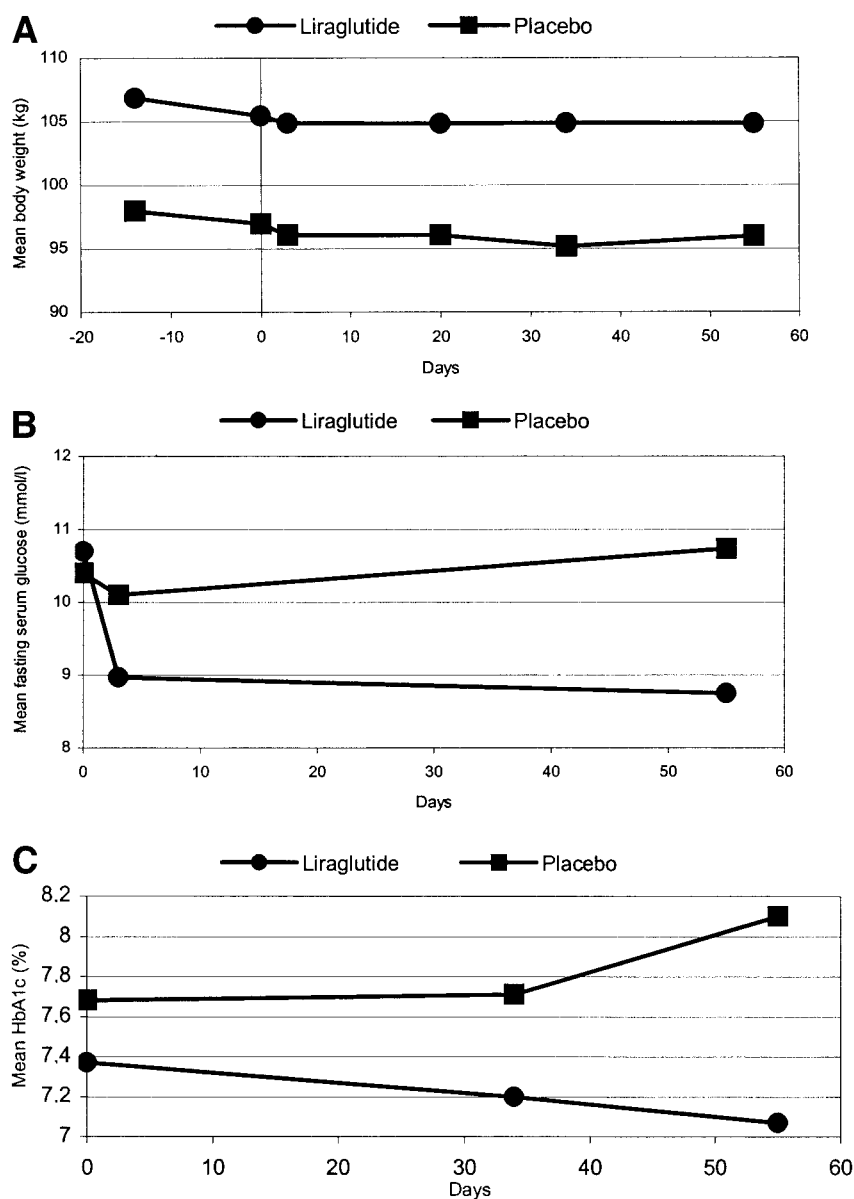 A
Liraglutide Placebo
Mean body weight (kg)
110
105
100
95
90
-20 -10 0 10 20 30 40 50 60
Days
B
Liraglutide Placebo
Mean fasting serum glucose (mmol/l)
12
11
10
9
8
0 10 20 30 40 50 60
Days
C
Liraglutide Placebo
Mean HbA1c (%)
8.2
8
7.8
7.6
7.4
7.2
7
0 10 20 30 40 50 60
Days